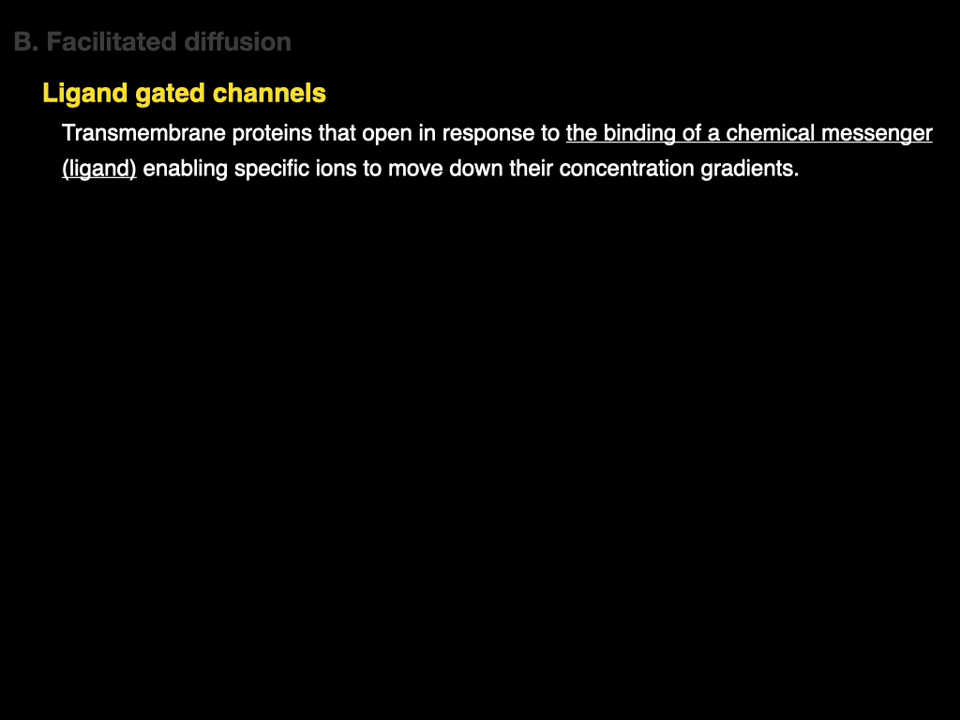 B. Facilitated diffusion
Ligand gated channels
Transmembrane proteins that open in response to the binding of a chemical messenger
(ligand) enabling specific ions to move down their concentration gradients.